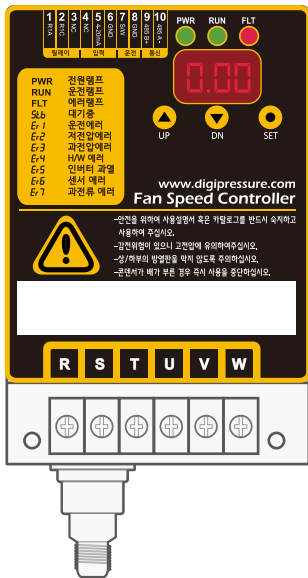 1 2 3 4 5 6 7 8 9 10
R1A R1C NC NC 4~20mA GND S/W GND 485 B+ 485 A-
릴레이 입력 운전 통신
PWR RUN FLT
0.00
UP DN SET
PWR 전원램프
RUN 운전램프
FLT 에러램프
Stb 대기중
Er1 운전에러
Er2 저전압에러
Er3 과전압에러
Er4 H/W 에러
Er5 인버터 과열
Er6 센서 에러
Er7 과전류 에러
www.digipressure.com
Fan Speed Controller
-안전을 위하여 사용설명서 혹은 카탈로그를 반드시 숙지하고
사용하여 주십시오.
-감전위험이 있으니 고전압에 유의하여주십시오.
-상/하부의 방열판을 막지 않도록 주의하십시오.
-콘덴서가 배가 부른 경우 즉시 사용을 중단하십시오.
R S T U V W